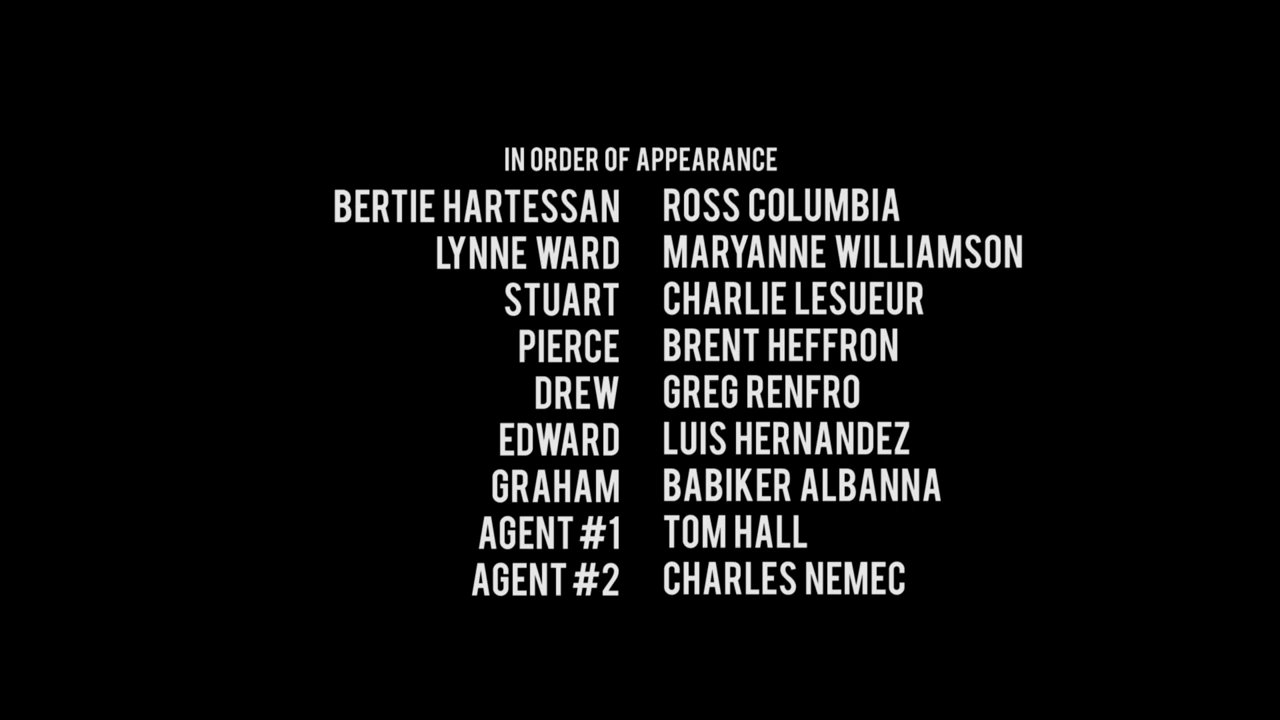 IN ORDER OF APPEARANCE
BERTIE HARTESSAN ROSS COLUMBIA
LYNNE WARD MARYANNE WILLIAMSON
STUART CHARLIE LESUEUR
PIERCE BRENT HEFFRON
DREW GREG RENFRO
EDWARD LUIS HERNANDEZ
GRAHAM BABIKER ALBANNA
AGENT #1 TOM HALL
AGENT #2 CHARLES NEMEC